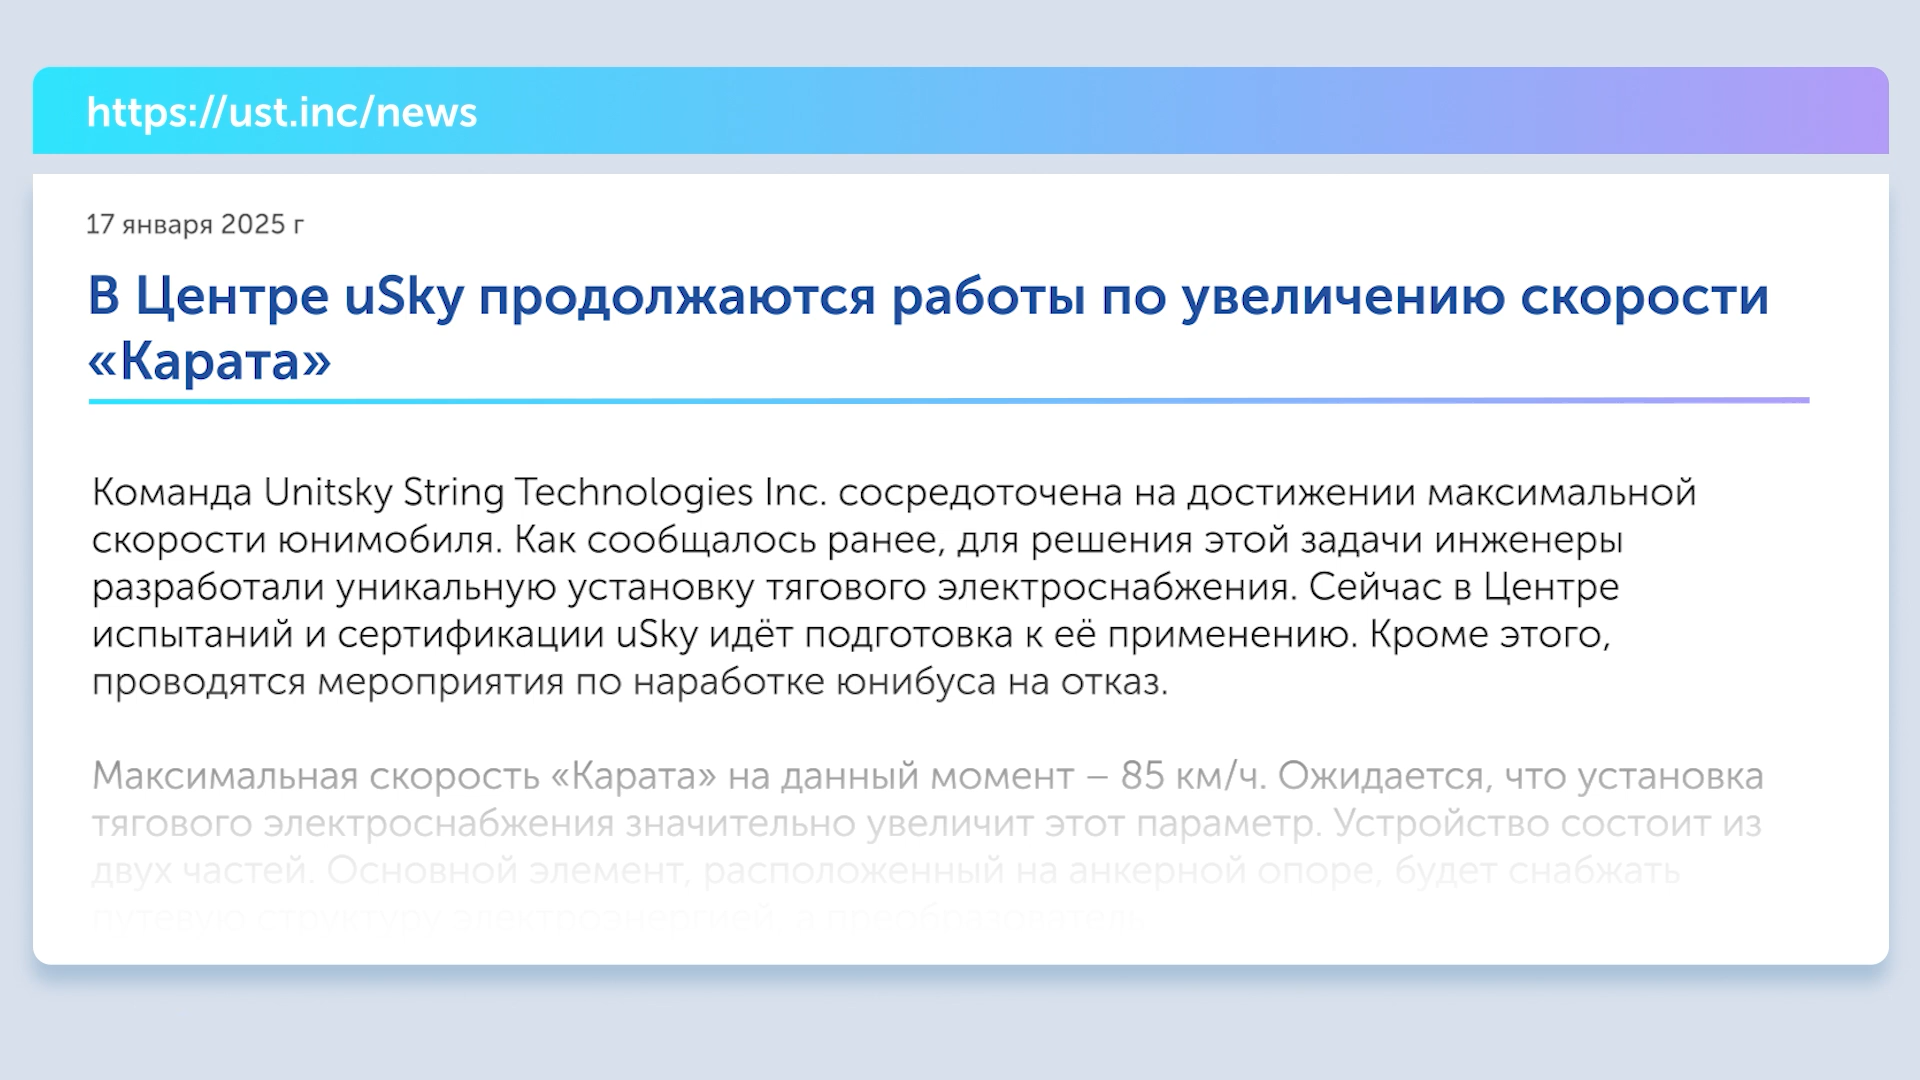 https://ust.inc/news
17 января 2025 г
В Центре uSky продолжаются работы по увеличению скорости
«Карата»
Команда Unitsky String Technologies Inc. сосредоточена на достижении максимальной
скорости юнимобиля. Как сообщалось ранее, для решения этой задачи инженеры
разработали уникальную установку тягового электроснабжения. Сейчас в Центре
испытаний и сертификации uSky идёт подготовка к её применению. Кроме этого,
проводятся мероприятия по наработке юнибуса на отказ.
Максимальная скорость «Карата» на данный момент – 85 км/ч. Ожидается, что установка
тягового электроснабжения значительно увеличит этот параметр. Устройство состоит из
двух частей. Основной элемент, расположенный на анкерной опоре, будет снабжать
путевую структуру электроэнергией, а преобразователь